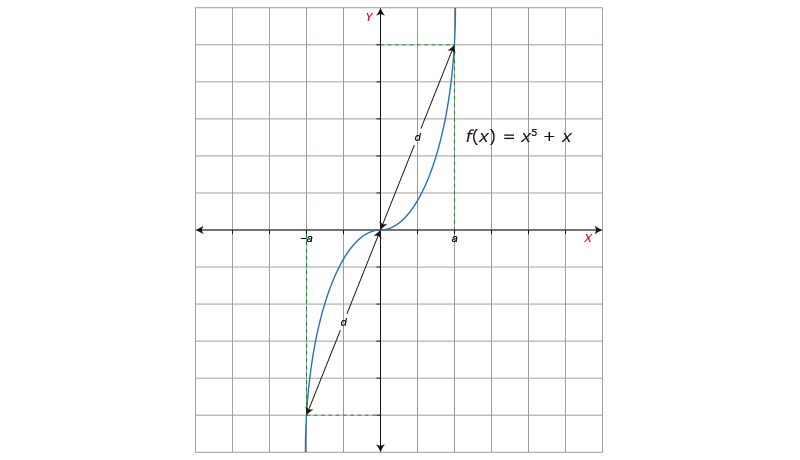 Y
d
f(x) = x⁵ + x
−a
a
X
d